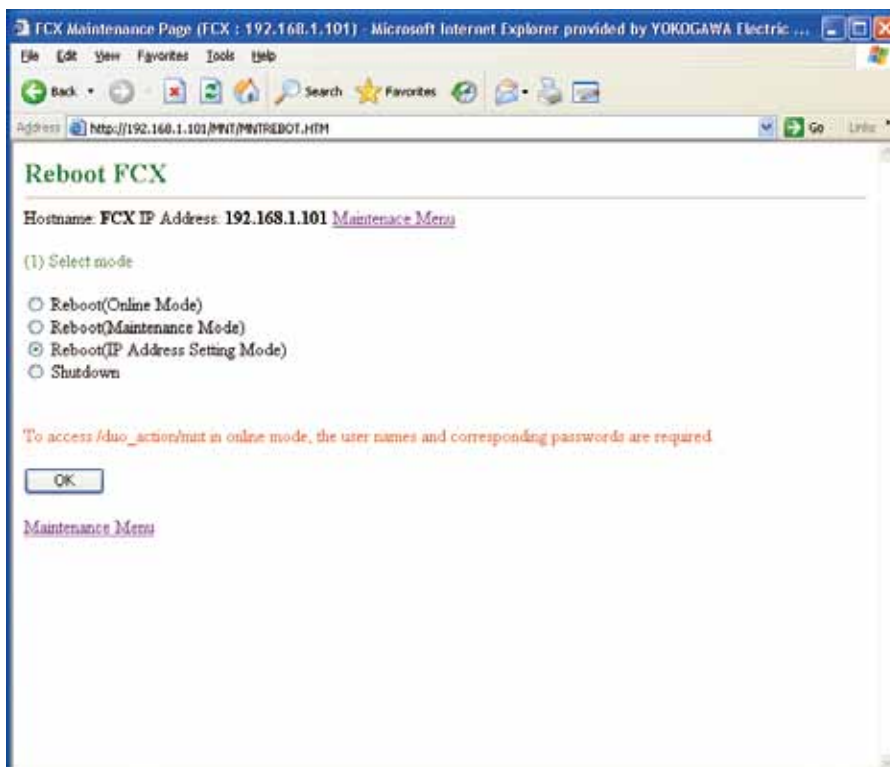 FCX Maintenance Page (FCX : 192.168.1.101) - Microsoft Internet Explorer provided by YOKOGAWA Electric ...
File Edit View Favorites Tools Help
Back Search Favorites
Address http://192.168.1.101/MNT/MNTREBOT.HTM Go Links
Reboot FCX
Hostname: FCX IP Address: 192.168.1.101 Maintenace Menu
(1) Select mode
Reboot(Online Mode)
Reboot(Maintenance Mode)
Reboot(IP Address Setting Mode)
Shutdown
To access /duo_action/mnt in online mode, the user names and corresponding passwords are required
OK
Maintenance Menu